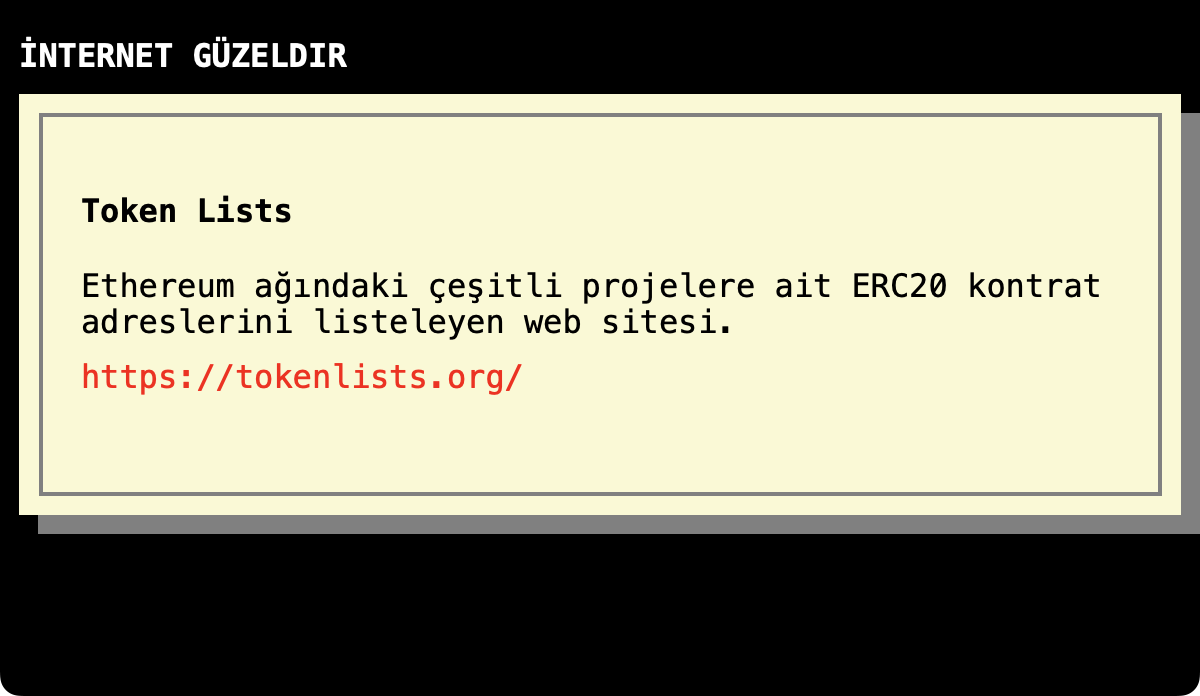 İNTERNET GÜZELDIR
Token Lists
Ethereum ağındaki çeşitli projelere ait ERC20 kontrat
adreslerini listeleyen web sitesi.
https://tokenlists.org/